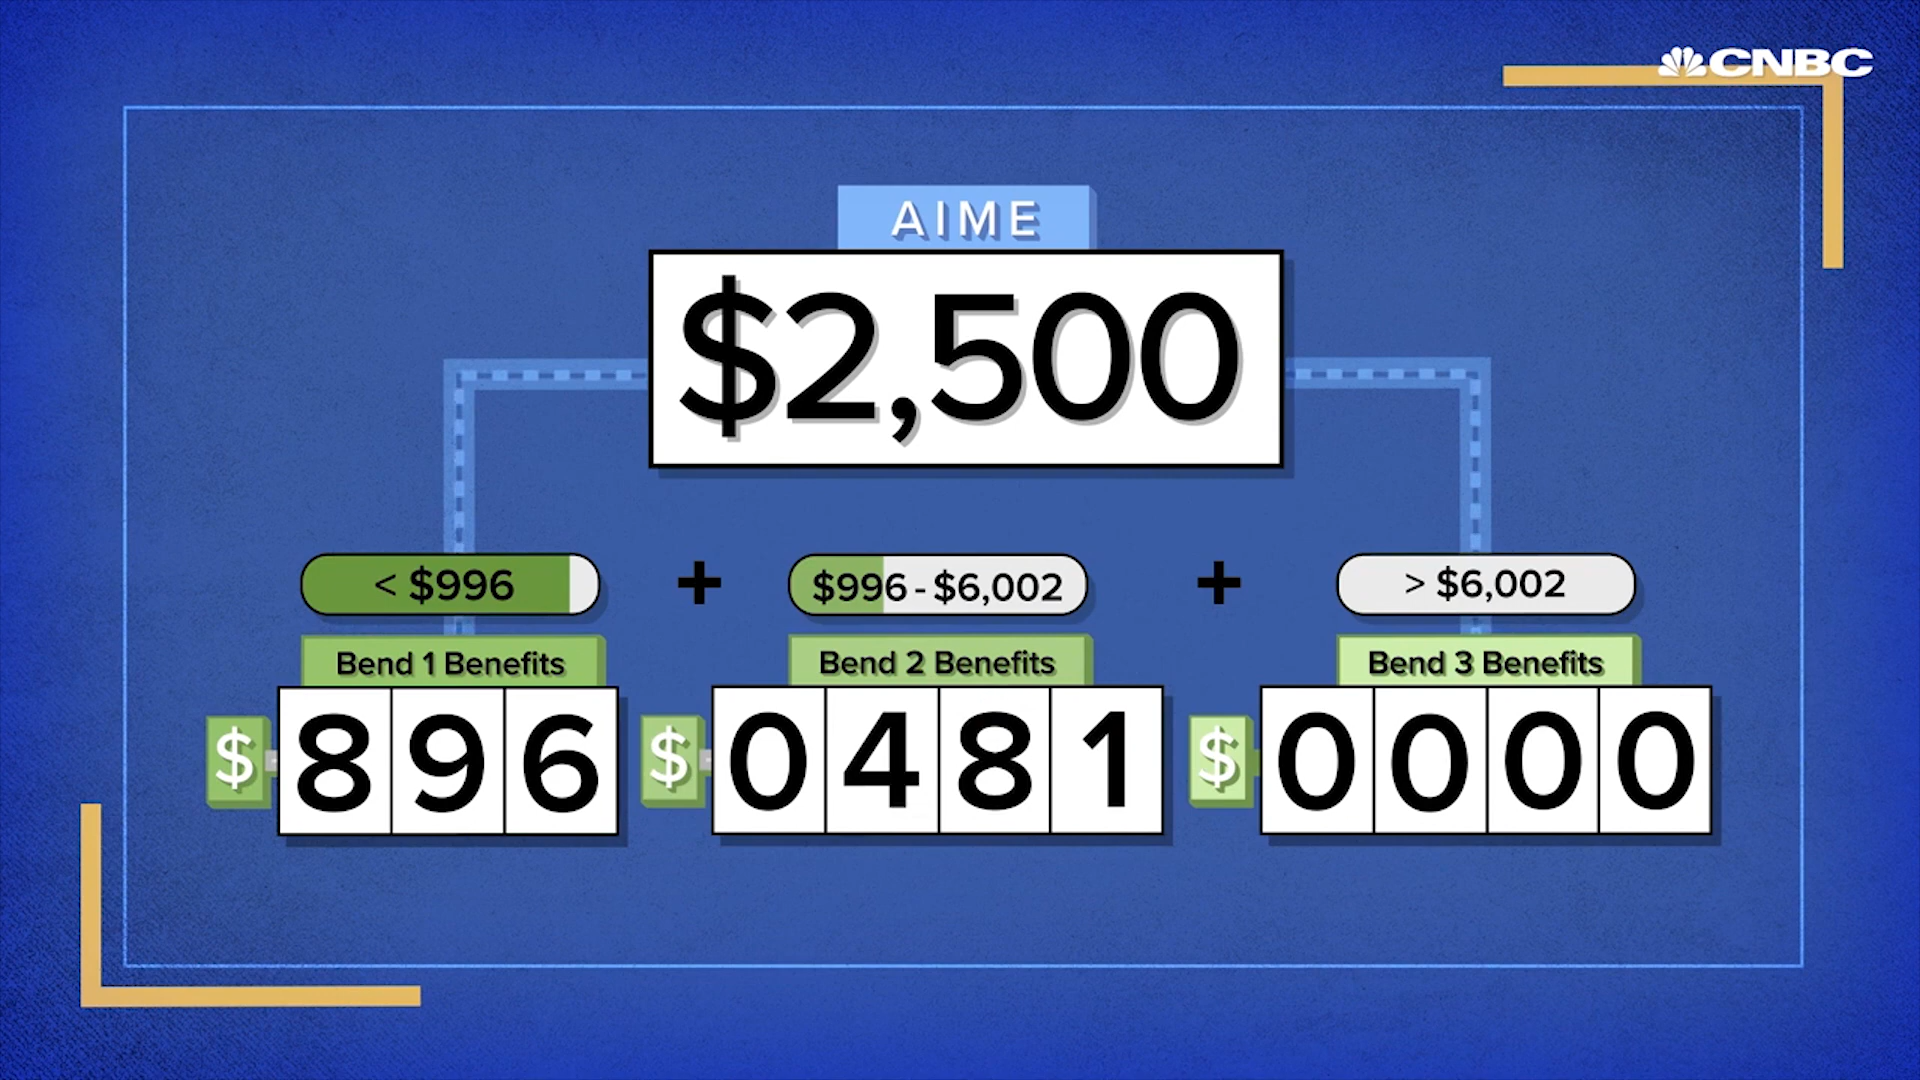 CNBC
AIME
$2,500
< $996 + $996 - $6,002 + > $6,002
Bend 1 Benefits Bend 2 Benefits Bend 3 Benefits
$ 896 $ 0481 $ 0000